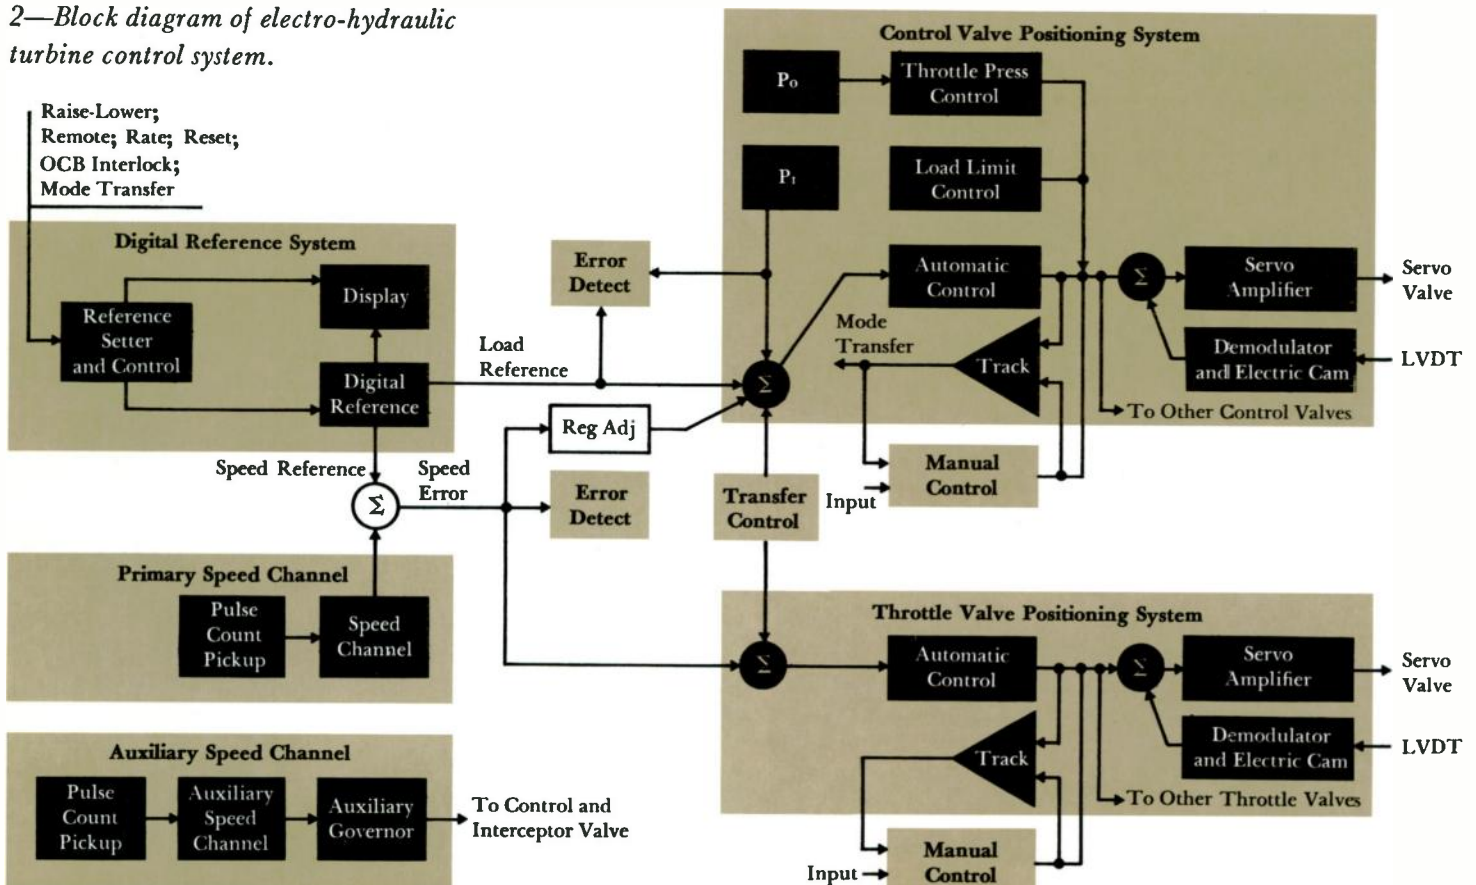 2—Block diagram of electro-hydraulic
turbine control system.
Raise-Lower;
Remote; Rate; Reset;
OCB Interlock;
Mode Transfer
Digital Reference System
Reference
Setter
and Control
Display
Digital
Reference
Load
Reference
Speed Reference
Speed
Error
Σ
Error
Detect
Reg Adj
Error
Detect
Primary Speed Channel
Pulse
Count
Pickup
Speed
Channel
Auxiliary Speed Channel
Pulse
Count
Pickup
Auxiliary
Speed
Channel
Auxiliary
Governor
To Control and
Interceptor Valve
Control Valve Positioning System
P₀
Throttle Press
Control
P₁
Load Limit
Control
Automatic
Control
Σ
Servo
Amplifier
Servo
Valve
Mode
Transfer
Track
Demodulator
and Electric Cam
LVDT
Σ
To Other Control Valves
Manual
Control
Input
Transfer
Control
Throttle Valve Positioning System
Σ
Automatic
Control
Σ
Servo
Amplifier
Servo
Valve
Track
Demodulator
and Electric Cam
LVDT
To Other Throttle Valves
Manual
Control
Input